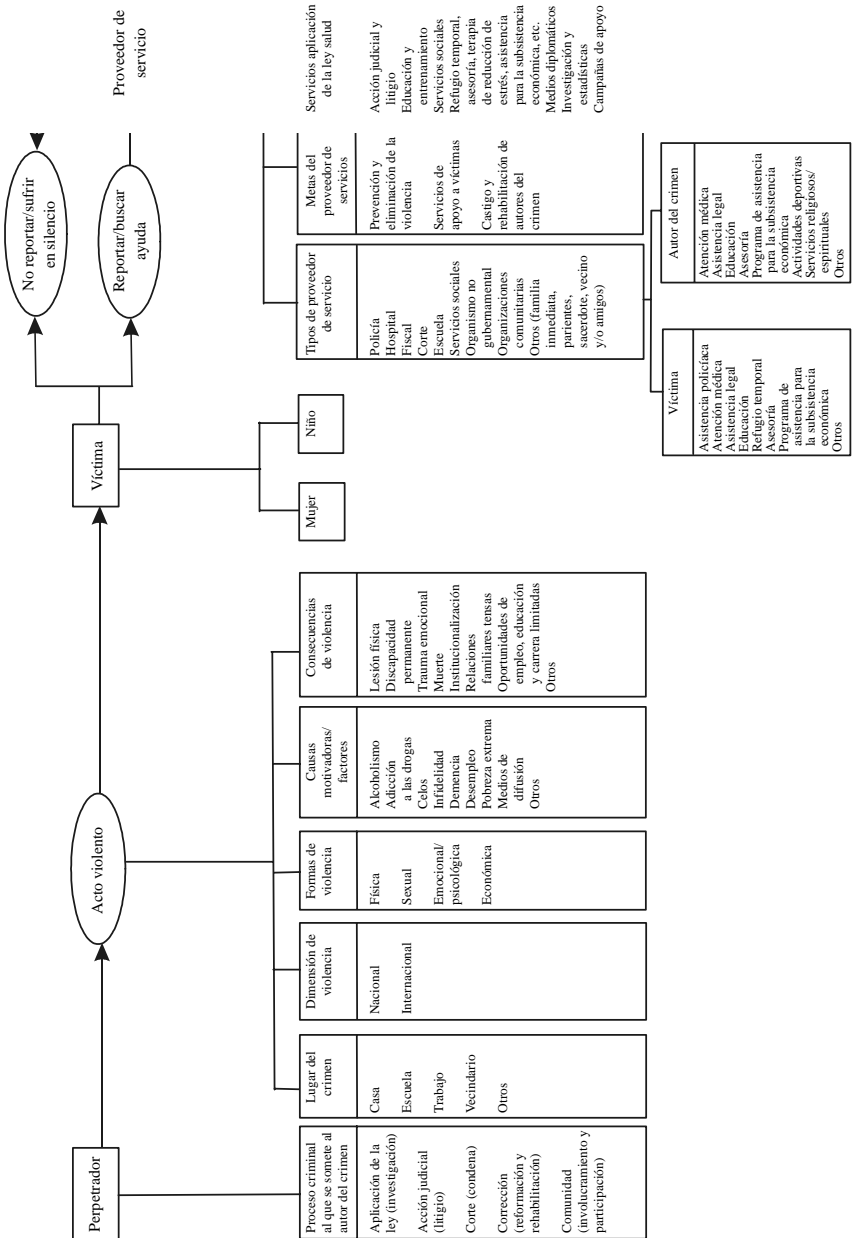 Perpetrador
Acto violento
Víctima
No reportar/sufrir
en silencio
Reportar/buscar
ayuda
Proveedor de
servicio
Proceso criminal
al que se somete al
autor del crimen
Aplicación de la
ley (investigación)
Acción judicial
(litigio)
Corte (condena)
Corrección
(reformación y
rehabilitación)
Comunidad
(involucramiento y
participación)
Lugar del
crimen
Casa
Escuela
Trabajo
Vecindario
Otros
Dimensión de
violencia
Nacional
Internacional
Formas de
violencia
Física
Sexual
Emocional/
psicológica
Económica
Causas
motivadoras/
factores
Alcoholismo
Adicción
a las drogas
Celos
Infidelidad
Demencia
Desempleo
Pobreza extrema
Medios de
difusión
Otros
Consecuencias
de violencia
Lesión física
Discapacidad
permanente
Trauma emocional
Muerte
Institucionalización
Relaciones
familiares tensas
Oportunidades de
empleo, educación
y carrera limitadas
Otros
Mujer
Niño
Tipos de proveedor
de servicio
Policía
Hospital
Fiscal
Corte
Escuela
Servicios sociales
Organismo no
gubernamental
Organizaciones
comunitarias
Otros (familia
inmediata,
parientes,
sacerdote, vecino
y/o amigos)
Metas del
proveedor de
servicios
Prevención y
eliminación de la
violencia
Servicios de
apoyo a víctimas
Castigo y
rehabilitación de
autores del
crimen
Servicios aplicación
de la ley salud
Acción judicial y
litigio
Educación y
entrenamiento
Servicios sociales
Refugio temporal,
asesoría, terapia
de reducción de
estrés, asistencia
para la subsistencia
económica, etc.
Medios diplomáticos
Investigación y
estadísticas
Campañas de apoyo
Víctima
Asistencia policíaca
Atención médica
Asistencia legal
Educación
Refugio temporal
Asesoría
Programa de
asistencia para
la subsistencia
económica
Otros
Autor del crimen
Atención médica
Asistencia legal
Educación
Asesoría
Programa de asistencia
para la subsistencia
económica
Actividades deportivas
Servicios religiosos/
espirituales
Otros